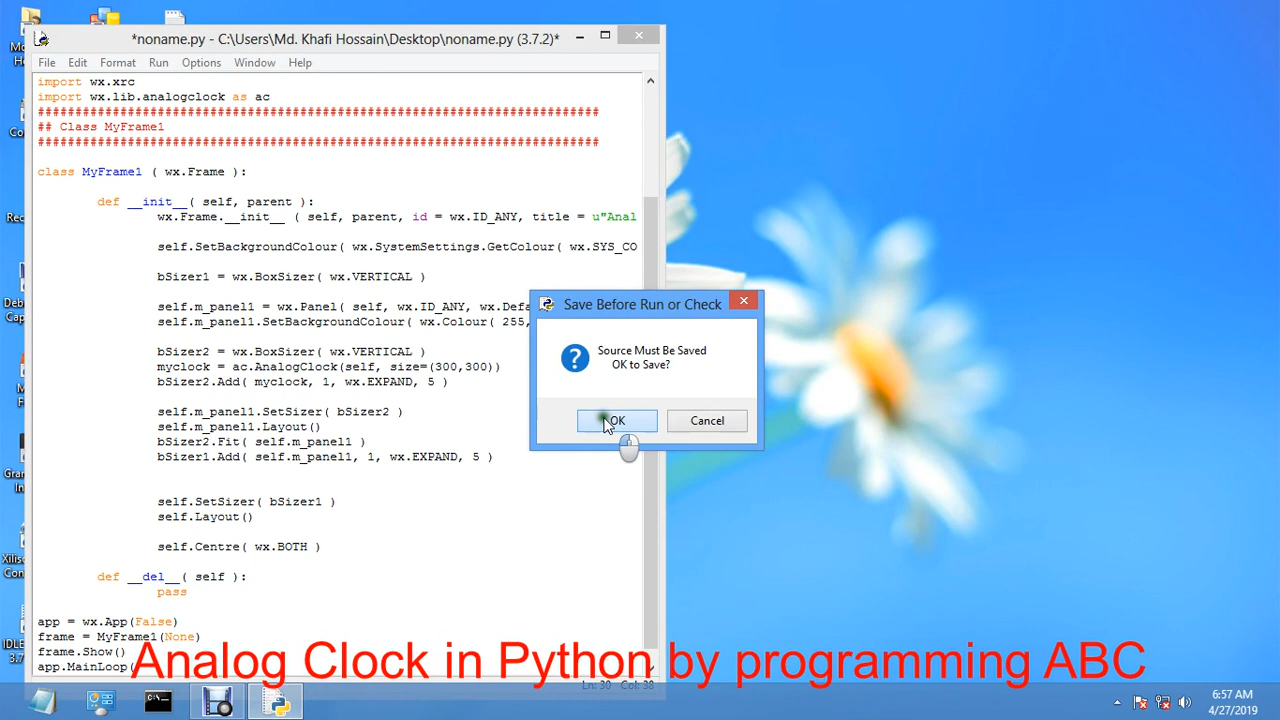 *noname.py - C:\Users\Md. Khafi Hossain\Desktop\noname.py (3.7.2)*
File Edit Format Run Options Window Help
import wx.xrc
import wx.lib.analogclock as ac
###########################################################################
## Class MyFrame1
###########################################################################
class MyFrame1 ( wx.Frame ):
def __init__( self, parent ):
wx.Frame.__init__ ( self, parent, id = wx.ID_ANY, title = u"Anal
self.SetBackgroundColour( wx.SystemSettings.GetColour( wx.SYS_CO
bSizer1 = wx.BoxSizer( wx.VERTICAL )
self.m_panel1 = wx.Panel( self, wx.ID_ANY, wx.Defa
self.m_panel1.SetBackgroundColour( wx.Colour( 255,
bSizer2 = wx.BoxSizer( wx.VERTICAL )
myclock = ac.AnalogClock(self, size=(300,300))
bSizer2.Add( myclock, 1, wx.EXPAND, 5 )
self.m_panel1.SetSizer( bSizer2 )
self.m_panel1.Layout()
bSizer2.Fit( self.m_panel1 )
bSizer1.Add( self.m_panel1, 1, wx.EXPAND, 5 )
self.SetSizer( bSizer1 )
self.Layout()
self.Centre( wx.BOTH )
def __del__( self ):
pass
app = wx.App(False)
frame = MyFrame1(None)
frame.Show()
app.MainLoop(
Save Before Run or Check
Source Must Be Saved
OK to Save?
OK Cancel
Analog Clock in Python by programming ABC
Ln: 30 Col: 38
6:57 AM
4/27/2019